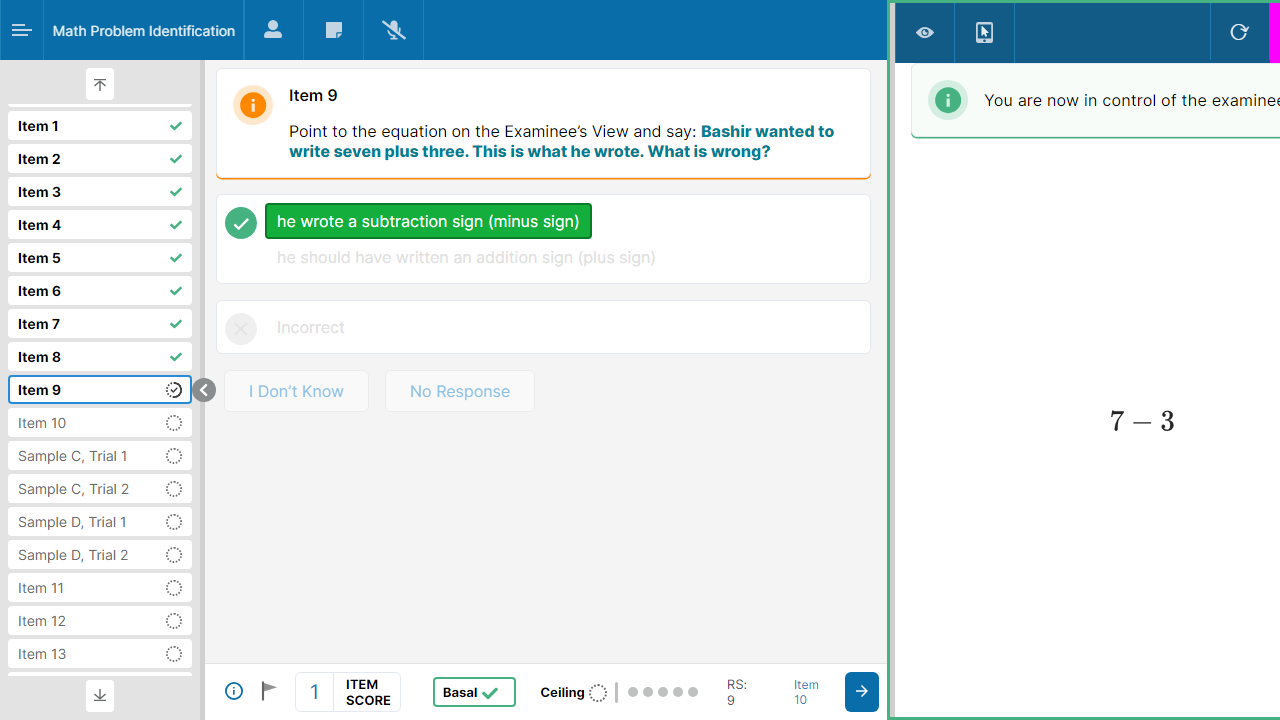 Math Problem Identification
Item 1
Item 2
Item 3
Item 4
Item 5
Item 6
Item 7
Item 8
Item 9
Item 10
Sample C, Trial 1
Sample C, Trial 2
Sample D, Trial 1
Sample D, Trial 2
Item 11
Item 12
Item 13
Item 9
Point to the equation on the Examinee’s View and say: Bashir wanted to
write seven plus three. This is what he wrote. What is wrong?
he wrote a subtraction sign (minus sign)
he should have written an addition sign (plus sign)
Incorrect
I Don’t Know
No Response
1
ITEM
SCORE
Basal
Ceiling
RS:
9
Item
10
You are now in control of the examinee
7 − 3